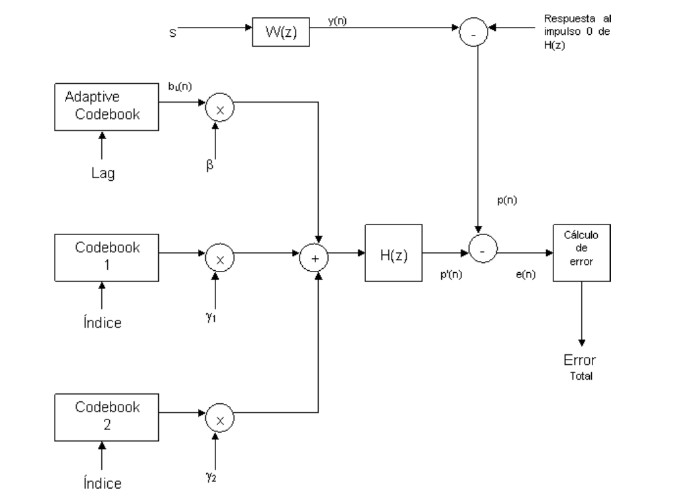 s
W(z)
y(n)
-
Respuesta al
impulso 0 de
H(z)
Adaptive
Codebook
b
L
(n)
x
Lag
β
p(n)
Codebook
1
x
+
H(z)
p'(n)
-
e(n)
Cálculo
de
error
Índice
γ1
Error
Total
Codebook
2
x
Índice
γ2